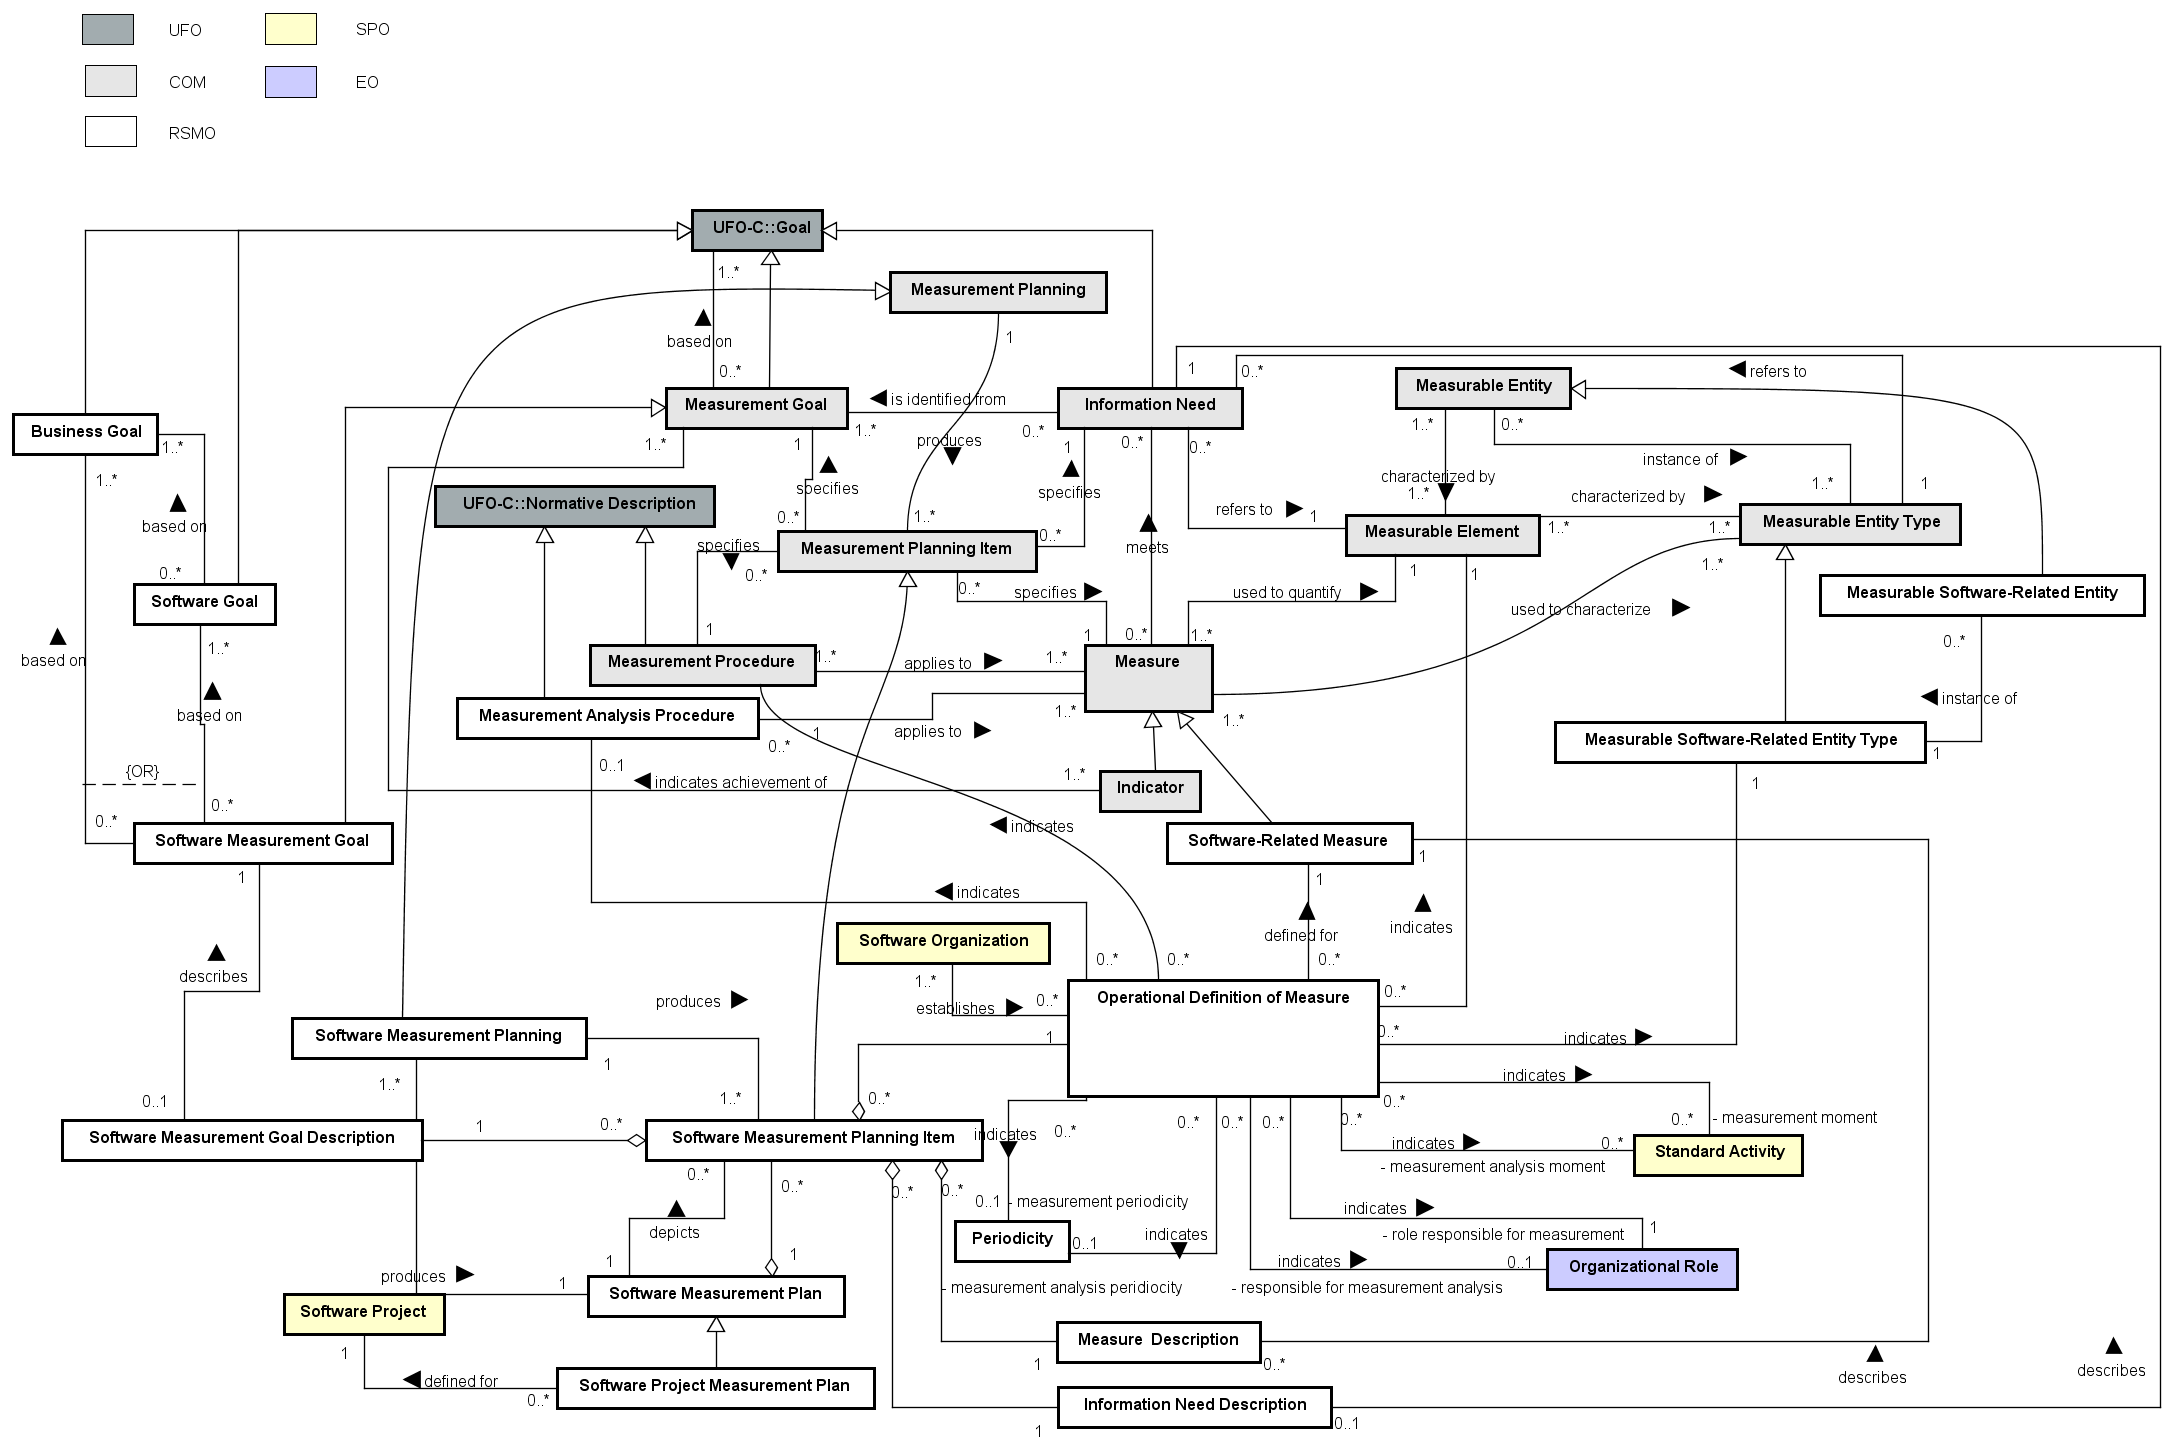 UFO
SPO
COM
EO
RSMO
UFO-C::Goal
1..*
Measurement Planning
based on
1
0..*
1
0..*
refers to
Measurable Entity
Measurement Goal
is identified from
Information Need
Business Goal
1..*
1..*
1
1..*
0..*
1
0..*
0..*
1..*
0..*
produces
instance of
1..*
specifies
specifies
characterized by
1..*
characterized by
1..*
1
UFO-C::Normative Description
based on
0..*
1..*
refers to
1
1..*
1..*
Measurable Entity Type
Measurement Planning Item
0..*
meets
Measurable Element
specifies
0..*
0..*
0..*
1
1
1..*
Software Goal
specifies
used to quantify
used to characterize
Measurable Software-Related Entity
1
1
0..*
1..*
1..*
based on
Measurement Procedure
1..*
applies to
1..*
Measure
0..*
based on
Measurement Analysis Procedure
1..*
1..*
instance of
0..*
1
applies to
Measurable Software-Related Entity Type
1
{OR}
0..1
indicates achievement of
1..*
Indicator
1
0..*
0..*
indicates
Software Measurement Goal
Software-Related Measure
1
1
1
indicates
defined for
indicates
Software Organization
describes
0..*
0..*
0..*
1..*
0..*
0..*
establishes
produces
Operational Definition of Measure
Software Measurement Planning
1
0..*
indicates
1
1..*
indicates
0..1
0..*
1..*
0..*
0..*
1
0..*
0..*
0..*
0..*
0..*
0..*
- measurement moment
Software Measurement Goal Description
Software Measurement Planning Item
indicates
0..*
indicates
0..*
Standard Activity
- measurement analysis moment
0..*
0..*
0..*
0..*
0..1
- measurement periodicity
indicates
depicts
1
1
Periodicity
0..1
indicates
- role responsible for measurement
1
produces
1
indicates
0..1
Organizational Role
- measurement analysis peridiocity
- responsible for measurement analysis
Software Measurement Plan
Software Project
1
Measure  Description
1
0..*
describes
describes
defined for
0..*
Software Project Measurement Plan
Information Need Description
1
0..1